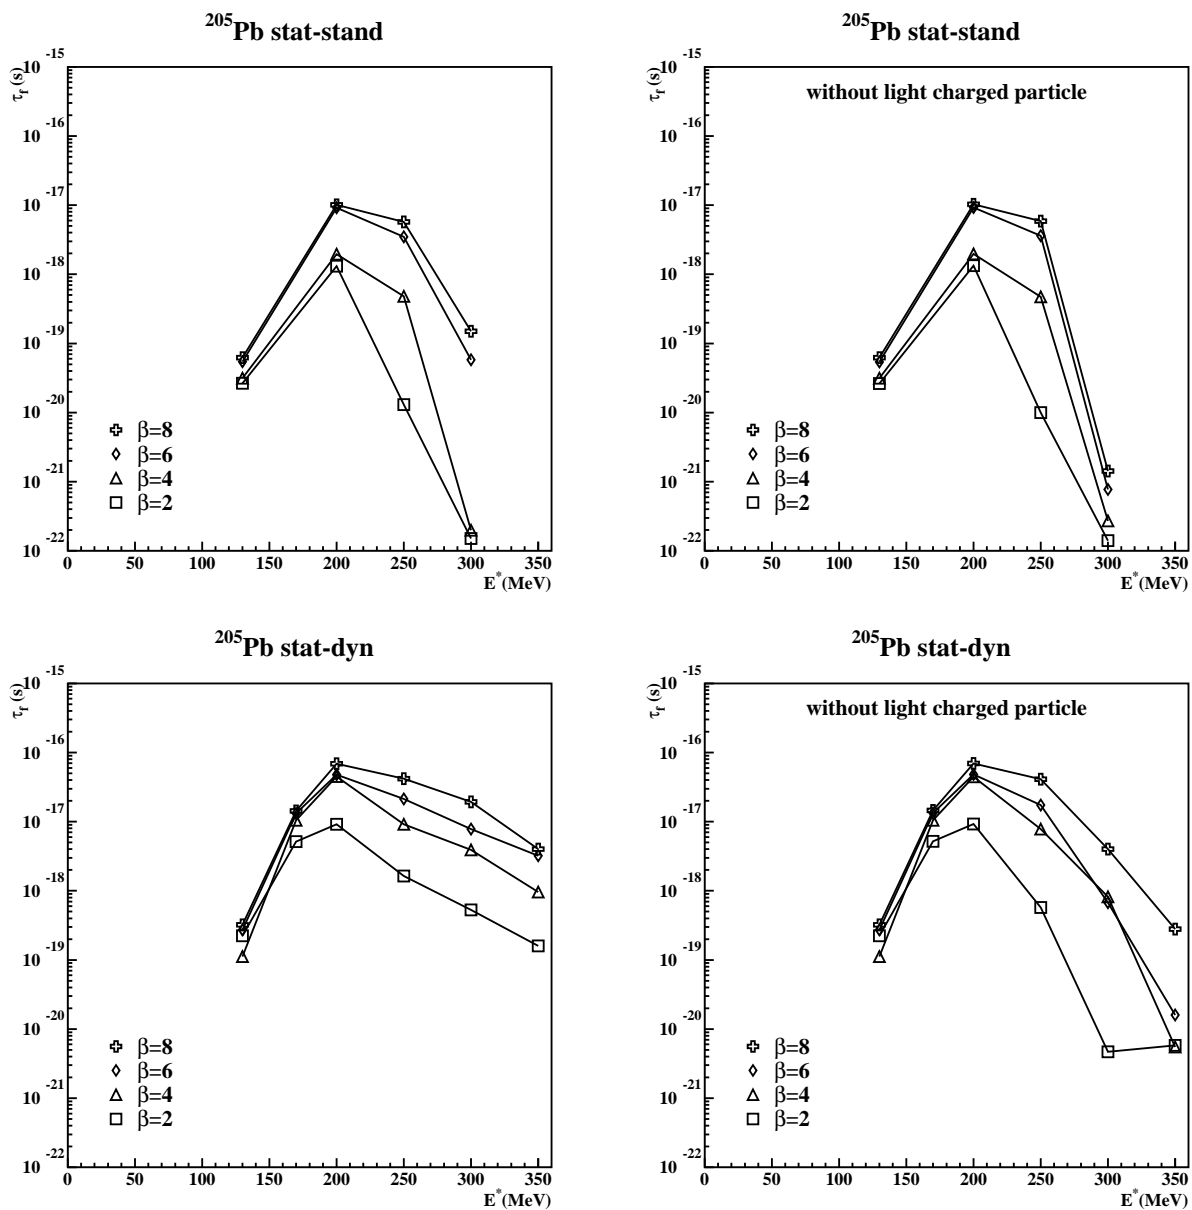 ²⁰⁵Pb stat-stand
τf (s)
10⁻¹⁵
10⁻¹⁶
10⁻¹⁷
10⁻¹⁸
10⁻¹⁹
10⁻²⁰
10⁻²¹
10⁻²²
β=8
β=6
β=4
β=2
0 50 100 150 200 250 300 350
E*(MeV)
²⁰⁵Pb stat-stand
τf (s)
without light charged particle
10⁻¹⁵
10⁻¹⁶
10⁻¹⁷
10⁻¹⁸
10⁻¹⁹
10⁻²⁰
10⁻²¹
10⁻²²
β=8
β=6
β=4
β=2
0 50 100 150 200 250 300 350
E*(MeV)
²⁰⁵Pb stat-dyn
τf (s)
10⁻¹⁵
10⁻¹⁶
10⁻¹⁷
10⁻¹⁸
10⁻¹⁹
10⁻²⁰
10⁻²¹
10⁻²²
β=8
β=6
β=4
β=2
0 50 100 150 200 250 300 350
E*(MeV)
²⁰⁵Pb stat-dyn
τf (s)
without light charged particle
10⁻¹⁵
10⁻¹⁶
10⁻¹⁷
10⁻¹⁸
10⁻¹⁹
10⁻²⁰
10⁻²¹
10⁻²²
β=8
β=6
β=4
β=2
0 50 100 150 200 250 300 350
E*(MeV)